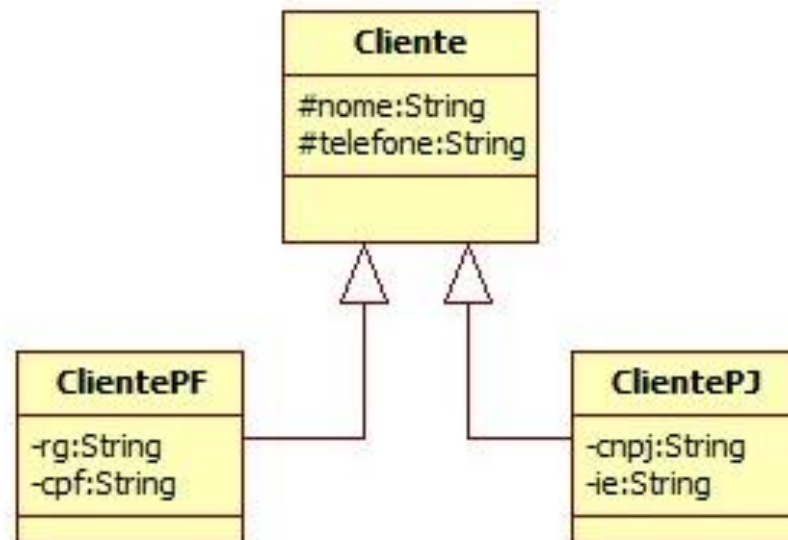 Cliente
#nome:String
#telefone:String
ClientePF
-rg:String
-cpf:String
ClientePJ
-cnpj:String
-ie:String